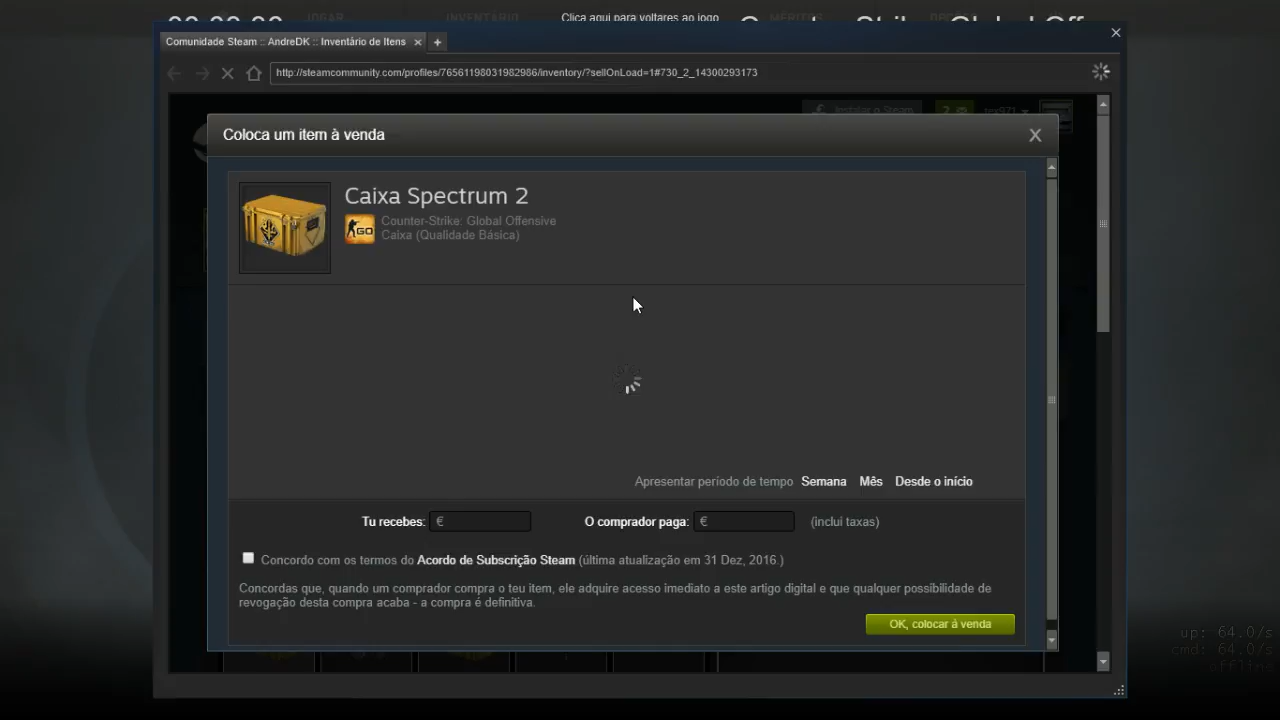 Clica aqui para voltares ao jogo
Comunidade Steam :: AndreDK :: Inventário de Itens
http://steamcommunity.com/profiles/76561198031982986/inventory/?sellOnLoad=1#730_2_14300293173
Instalar o Steam
2
tex971
Coloca um item à venda
X
Caixa Spectrum 2
GO
Counter-Strike: Global Offensive
Caixa (Qualidade Básica)
Apresentar período de tempo Semana Mês Desde o início
Tu recebes: € O comprador paga: € (inclui taxas)
Concordo com os termos do Acordo de Subscrição Steam (última atualização em 31 Dez, 2016.)
Concordas que, quando um comprador compra o teu item, ele adquire acesso imediato a este artigo digital e que qualquer possibilidade de
revogação desta compra acaba - a compra é definitiva.
OK, colocar à venda
up: 64.0/s
cmd: 64.0/s
offline